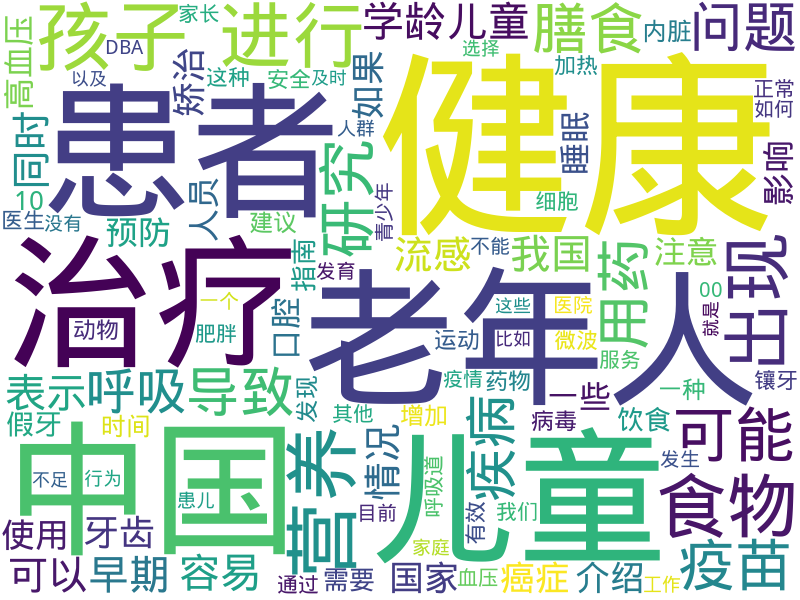 家长
孩子
DBA
进行
学龄儿童
膳食
内脏
问题
高血压
以及
矫治
这种
安全
及时
如果
选择
加热
正常
如何
患者
健康
同时
人群
睡眠
影响
10
人员
研究
青少年
细胞
医生
没有
预防
建议
流感
不能
我国
用药
注意
出现
治疗
指南
发育
老年人
一个
口腔
这些
医院
00
就是
动物
肥胖
运动
比如
微波
服务
镶牙
表示
呼吸
导致
发现
疫情
药物
一些
一种
假牙
时间
其他
增加
疾病
病毒
饮食
可能
中国
营养
情况
儿童
不足
行为
患儿
呼吸道
有效
我们
发生
食物
使用
牙齿
目前
家庭
疫苗
可以
早期
容易
通过
需要
国家
血压
癌症
介绍
工作